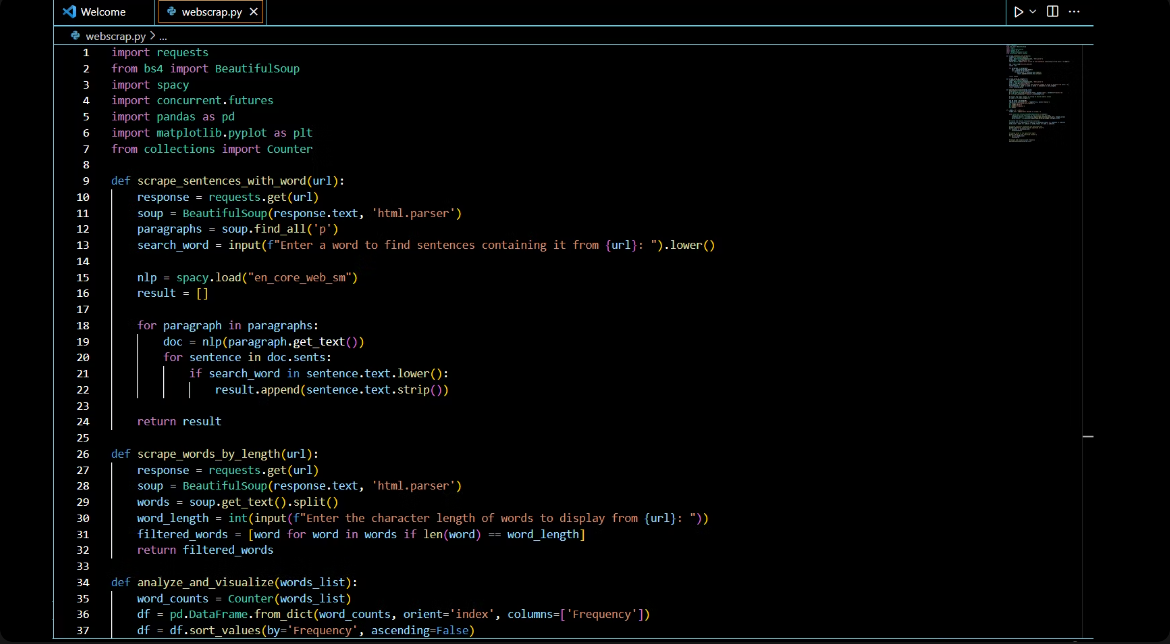 Welcome
webscrap.py
webscrap.py > ...
1 import requests
2 from bs4 import BeautifulSoup
3 import spacy
4 import concurrent.futures
5 import pandas as pd
6 import matplotlib.pyplot as plt
7 from collections import Counter
8
9 def scrape_sentences_with_word(url):
10     response = requests.get(url)
11     soup = BeautifulSoup(response.text, 'html.parser')
12     paragraphs = soup.find_all('p')
13     search_word = input(f"Enter a word to find sentences containing it from {url}: ").lower()
14
15     nlp = spacy.load("en_core_web_sm")
16     result = []
17
18     for paragraph in paragraphs:
19         doc = nlp(paragraph.get_text())
20         for sentence in doc.sents:
21             if search_word in sentence.text.lower():
22                 result.append(sentence.text.strip())
23
24     return result
25
26 def scrape_words_by_length(url):
27     response = requests.get(url)
28     soup = BeautifulSoup(response.text, 'html.parser')
29     words = soup.get_text().split()
30     word_length = int(input(f"Enter the character length of words to display from {url}: "))
31     filtered_words = [word for word in words if len(word) == word_length]
32     return filtered_words
33
34 def analyze_and_visualize(words_list):
35     word_counts = Counter(words_list)
36     df = pd.DataFrame.from_dict(word_counts, orient='index', columns=['Frequency'])
37     df = df.sort_values(by='Frequency', ascending=False)